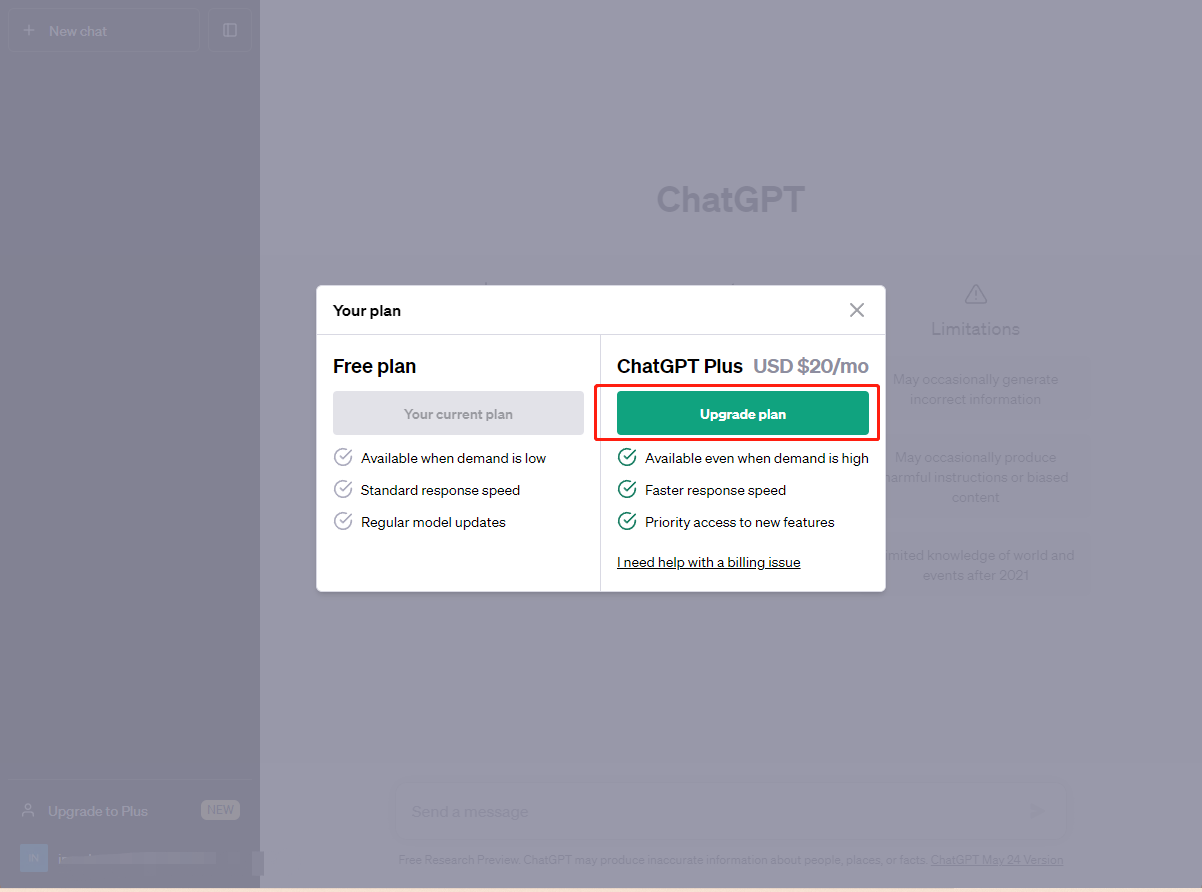 New chat
ChatGPT
Limitations
May occasionally generate
incorrect information
May occasionally produce
harmful instructions or biased
content
Limited knowledge of world and
events after 2021
Your plan
Free plan
Your current plan
Available when demand is low
Standard response speed
Regular model updates
ChatGPT Plus USD $20/mo
Upgrade plan
Available even when demand is high
Faster response speed
Priority access to new features
I need help with a billing issue
Upgrade to Plus NEW
IN
Send a message
Free Research Preview. ChatGPT may produce inaccurate information about people, places, or facts. ChatGPT May 24 Version